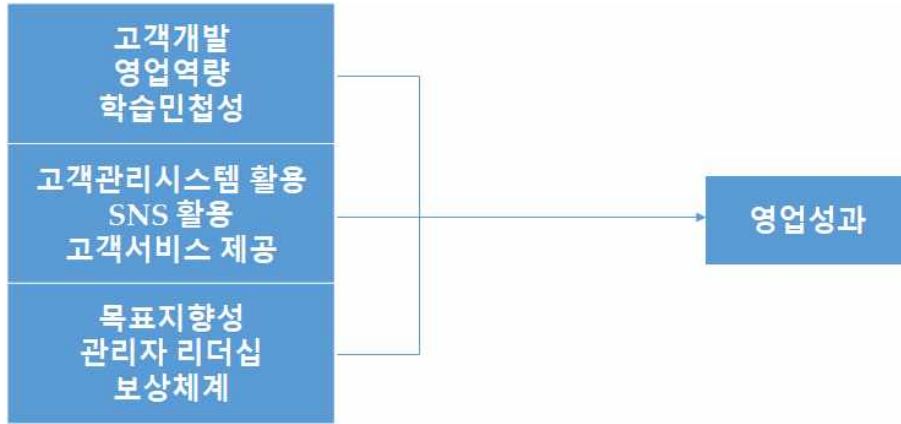 고객개발
영업역량
학습민첩성
고객관리시스템 활용
SNS 활용
고객서비스 제공
목표지향성
관리자 리더십
보상체계
영업성과